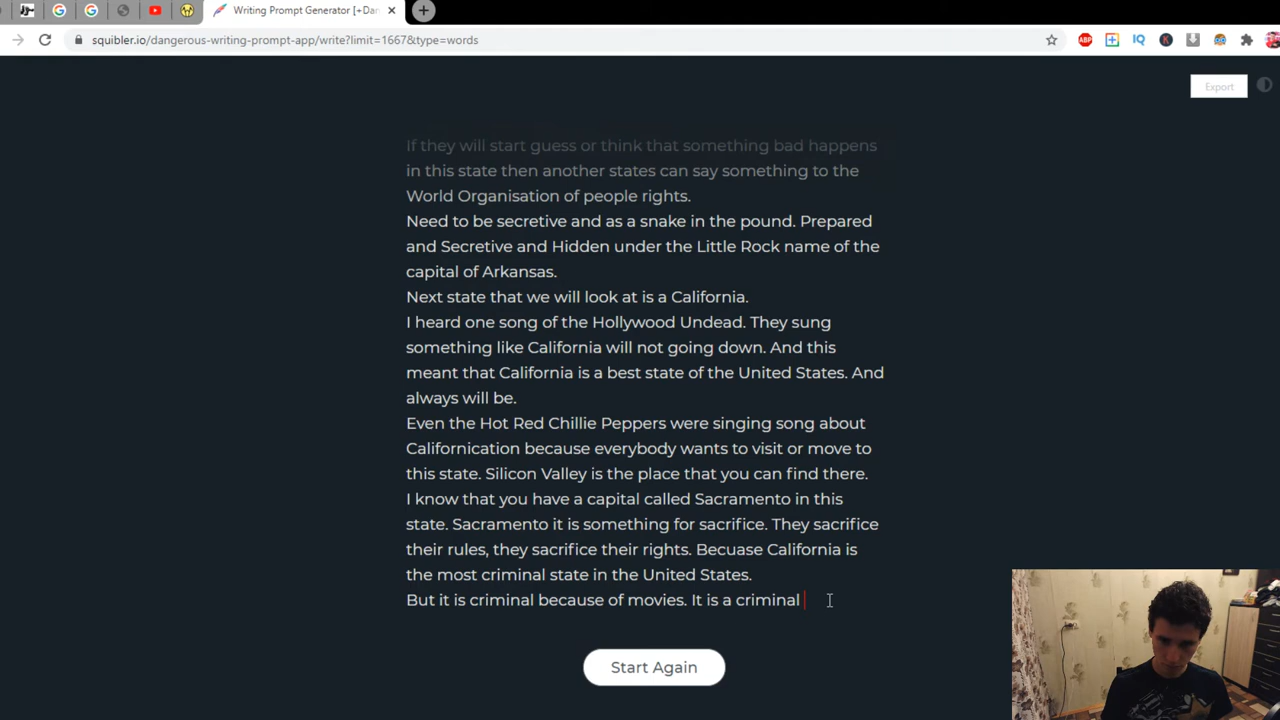 Writing Prompt Generator [+Dan
squibler.io/dangerous-writing-prompt-app/write?limit=1667&type=words
ABP
IQ
K
Export
If they will start guess or think that something bad happens
in this state then another states can say something to the
World Organisation of people rights.
Need to be secretive and as a snake in the pound. Prepared
and Secretive and Hidden under the Little Rock name of the
capital of Arkansas.
Next state that we will look at is a California.
I heard one song of the Hollywood Undead. They sung
something like California will not going down. And this
meant that California is a best state of the United States. And
always will be.
Even the Hot Red Chillie Peppers were singing song about
Californication because everybody wants to visit or move to
this state. Silicon Valley is the place that you can find there.
I know that you have a capital called Sacramento in this
state. Sacramento it is something for sacrifice. They sacrifice
their rules, they sacrifice their rights. Becuase California is
the most criminal state in the United States.
But it is criminal because of movies. It is a criminal
Start Again